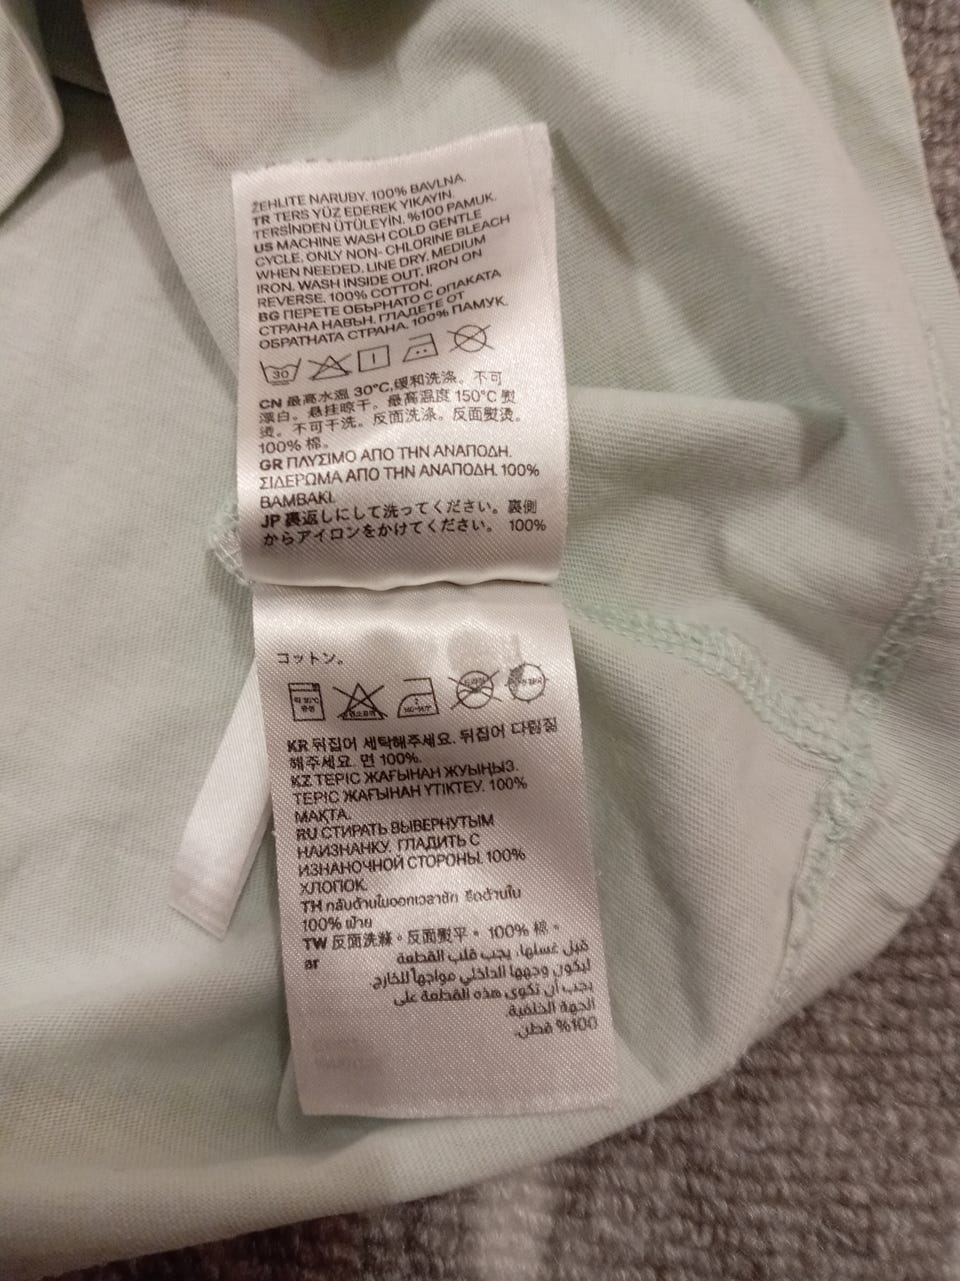 ŽEHLITE NARUBY. 100% BAVLNA.
TR TERS YÜZ EDEREK YIKAYIN.
TERSİNDEN ÜTÜLEYİN. %100 PAMUK.
US MACHINE WASH COLD GENTLE
CYCLE. ONLY NON- CHLORINE BLEACH
WHEN NEEDED. LINE DRY. MEDIUM
IRON. WASH INSIDE OUT. IRON ON
REVERSE. 100% COTTON.
BG ПЕРЕТЕ ОБЪРНАТО С ОПАКАТА
СТРАНА НАВЪН. ГЛАДЕТЕ ОТ
ОБРАТНАТА СТРАНА. 100% ПАМУК.
30
CN 最高水温 30°C,缓和洗涤。不可
漂白。悬挂晾干。最高温度 150°C 熨
烫。不可干洗。反面洗涤。反面熨烫。
100% 棉。
GR ΠΛΥΣΙΜΟ ΑΠΟ ΤΗΝ ΑΝΑΠΟΔΗ.
ΣΙΔΕΡΩΜΑ ΑΠΟ ΤΗΝ ΑΝΑΠΟΔΗ. 100%
ΒΑΜΒΑΚΙ.
JP 裏返しにして洗ってください。裏側
からアイロンをかけてください。 100%
コットン。
KR 뒤집어 세탁해주세요. 뒤집어 다림질
해주세요. 면 100%.
KZ ТЕРІС ЖАҒЫНАН ЖУЫҢЫЗ.
ТЕРІС ЖАҒЫНАН ҮТІКТЕУ. 100%
МАҚТА.
RU СТИРАТЬ ВЫВЕРНУТЫМ
НАИЗНАНКУ. ГЛАДИТЬ С
ИЗНАНОЧНОЙ СТОРОНЫ. 100%
ХЛОПОК.
TH กลับด้านในออกเวลาซัก รีดด้านใน
100% ฝ้าย
TW 反面洗滌。反面熨平。 100% 棉。
ar قبل غسلها، يجب قلب القطعة
ليكون وجهها الداخلي مواجهاً للخارج
يجب أن تكوى هذه القطعة على
الجهة الخلفية.
100% قطن.